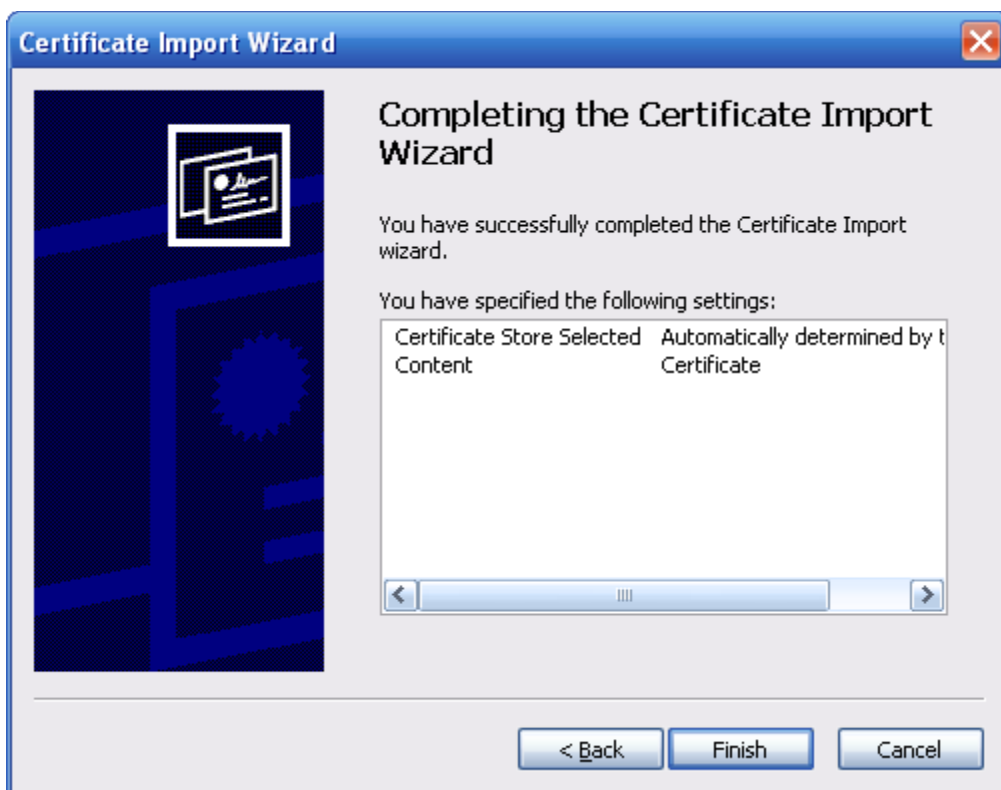 Certificate Import Wizard
Completing the Certificate Import
Wizard
You have successfully completed the Certificate Import
wizard.
You have specified the following settings:
Certificate Store Selected Automatically determined by t
Content Certificate
< Back Finish Cancel